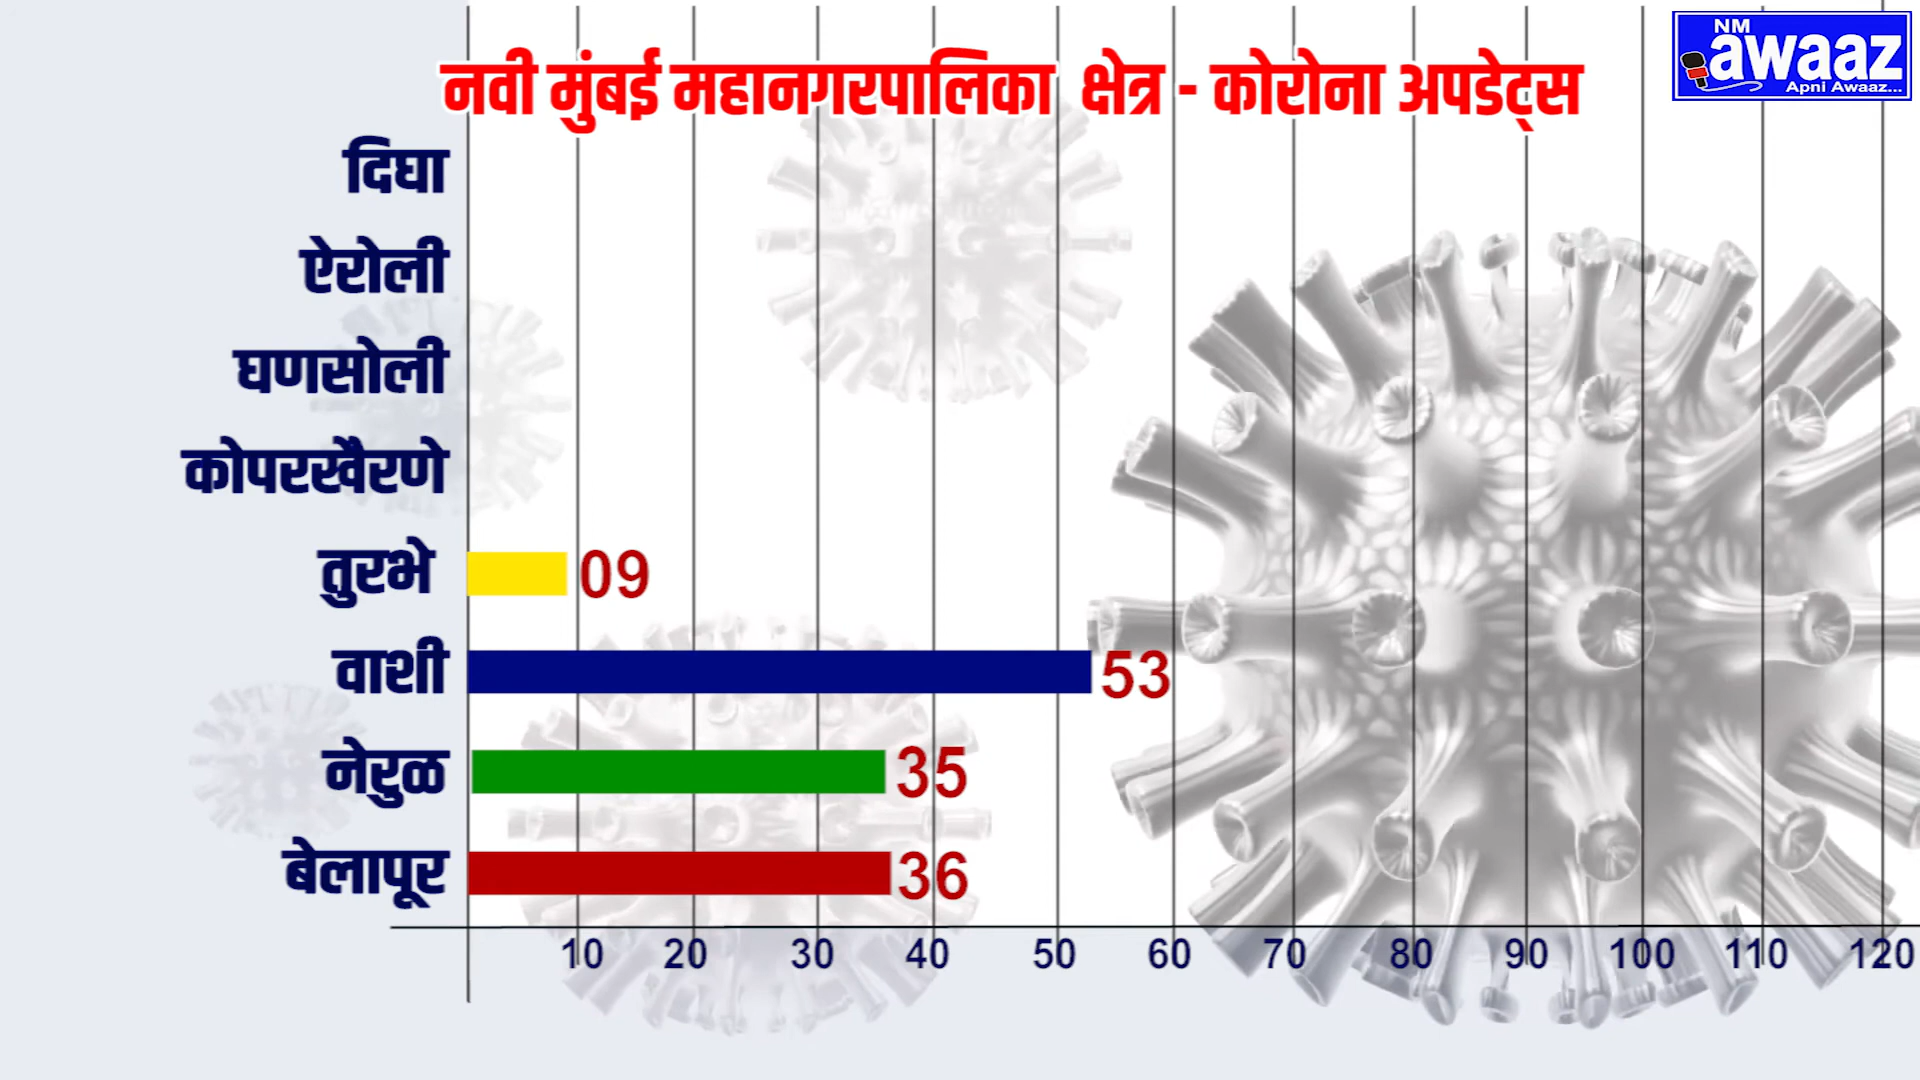 नवी मुंबई महानगरपालिका क्षेत्र - कोरोना अपडेट्स
NM
awaaz
Apni Awaaz...
दिघा
ऐरोली
घणसोली
कोपरखैरणे
तुरभे 09
वाशी 53
नेरुळ 35
बेलापूर 36
10 20 30 40 50 60 70 80 90 100 110 120